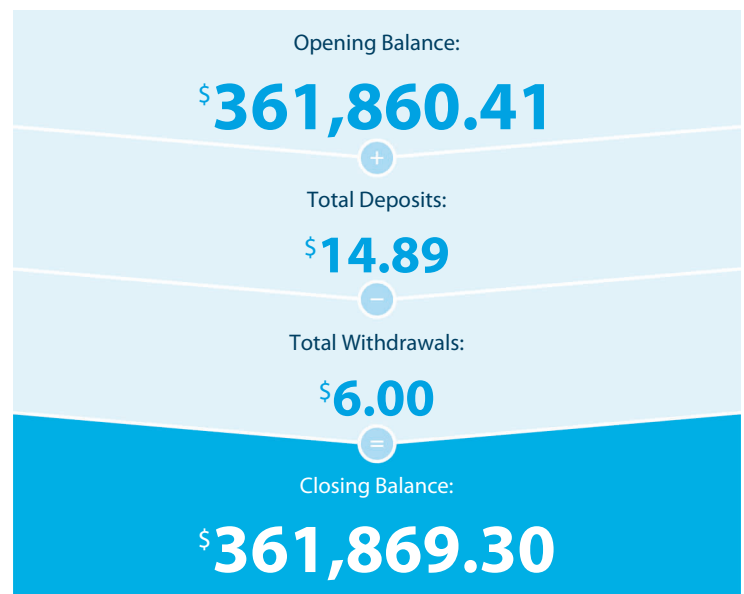 Opening Balance:
$361,860.41
+
Total Deposits:
$14.89
−
Total Withdrawals:
$6.00
=
Closing Balance:
$361,869.30